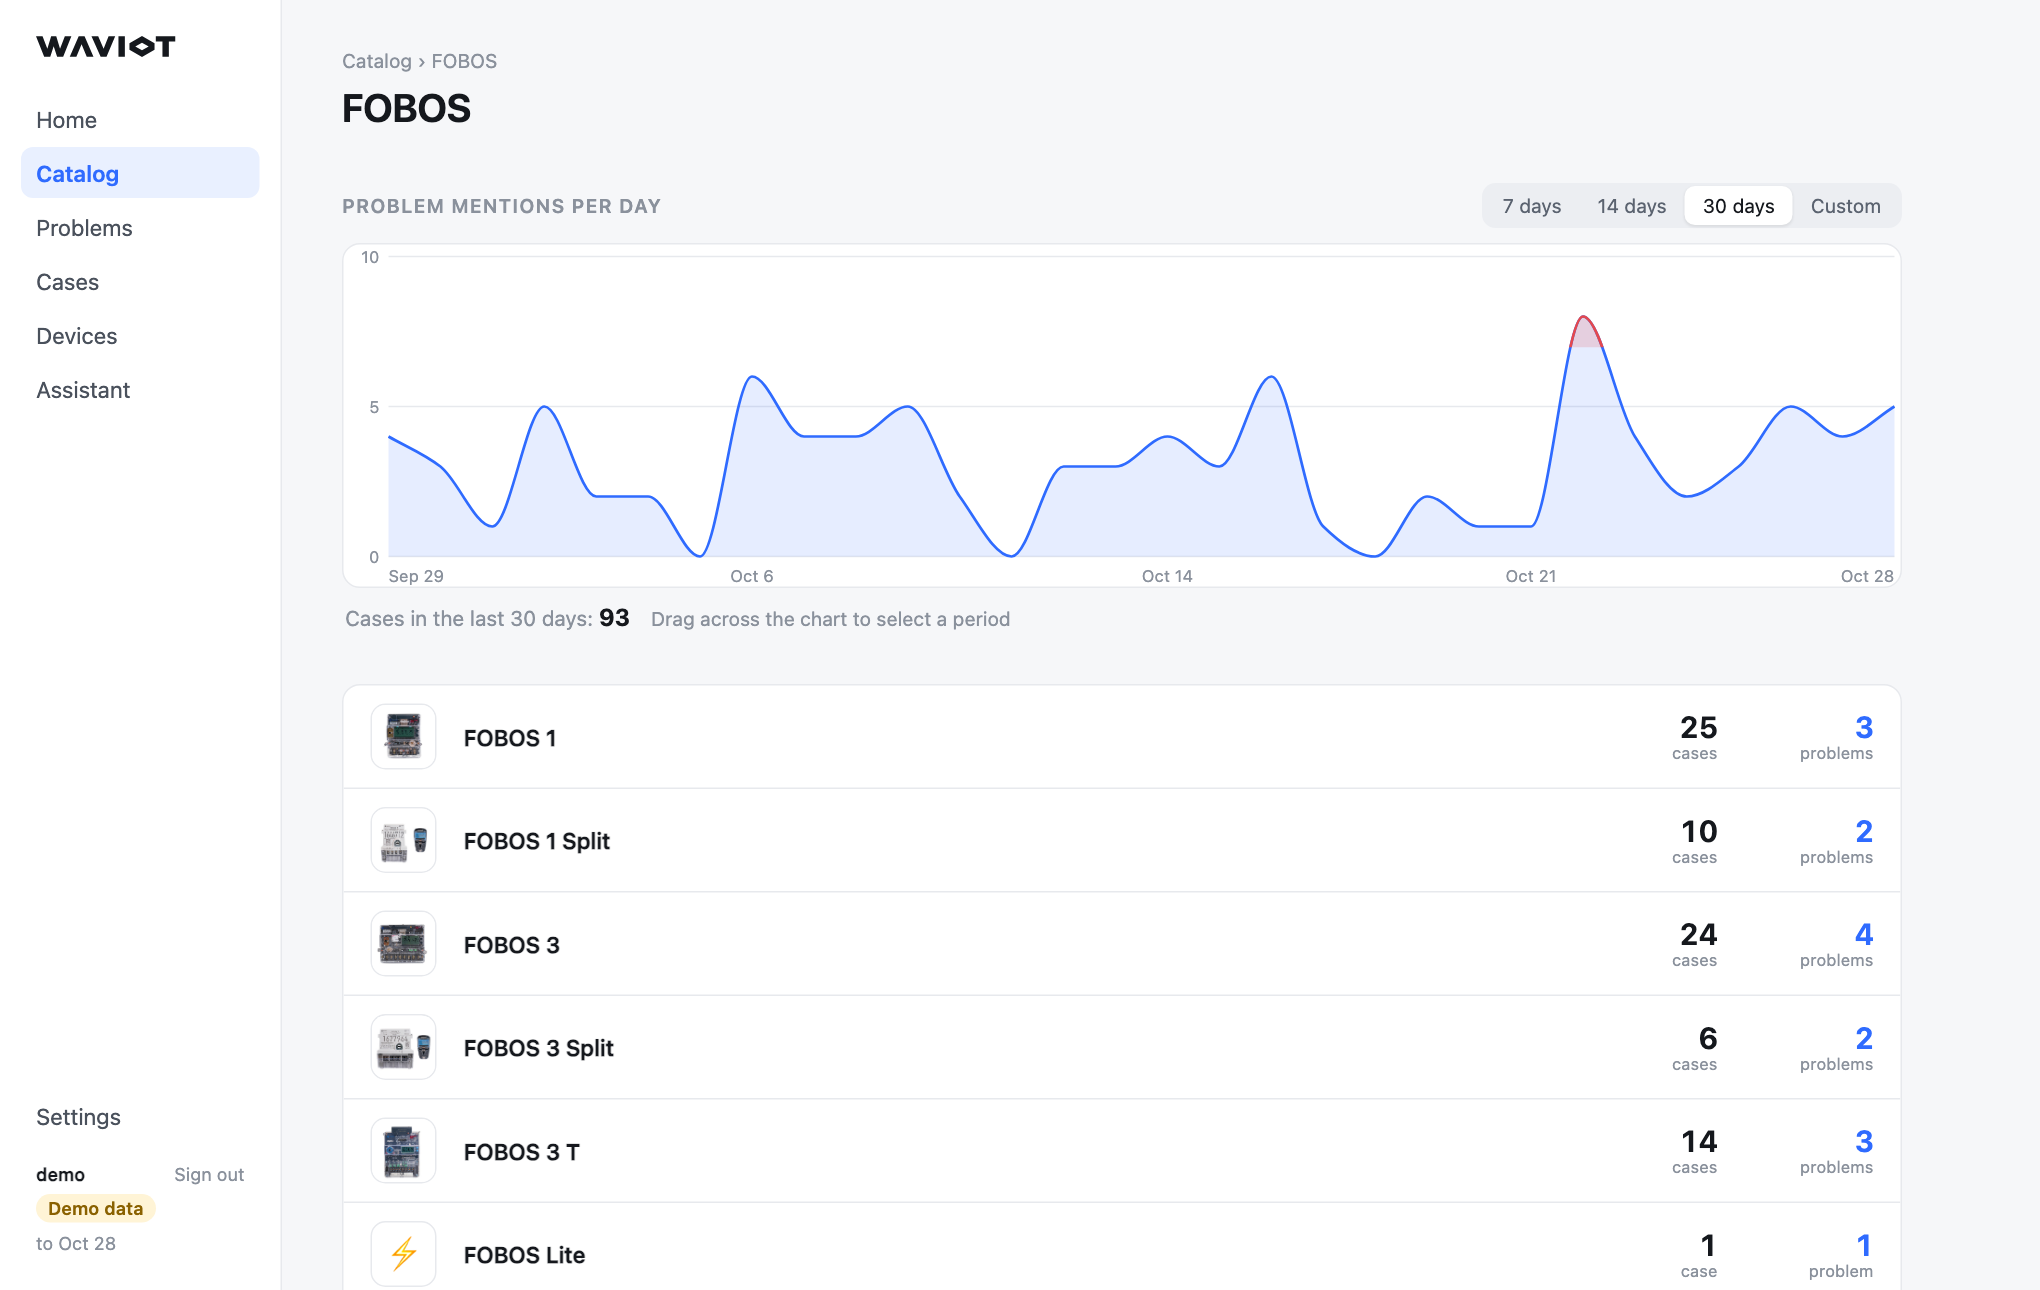 WAVIOT
Home
Catalog
Problems
Cases
Devices
Assistant
Settings
demo
Sign out
Demo data
to Oct 28
Catalog › FOBOS
FOBOS
PROBLEM MENTIONS PER DAY
7 days
14 days
30 days
Custom
10
5
0
Sep 29
Oct 6
Oct 14
Oct 21
Oct 28
Cases in the last 30 days: 93
Drag across the chart to select a period
FOBOS 1
25
cases
3
problems
FOBOS 1 Split
10
cases
2
problems
FOBOS 3
24
cases
4
problems
FOBOS 3 Split
6
cases
2
problems
FOBOS 3 T
14
cases
3
problems
FOBOS Lite
1
case
1
problem